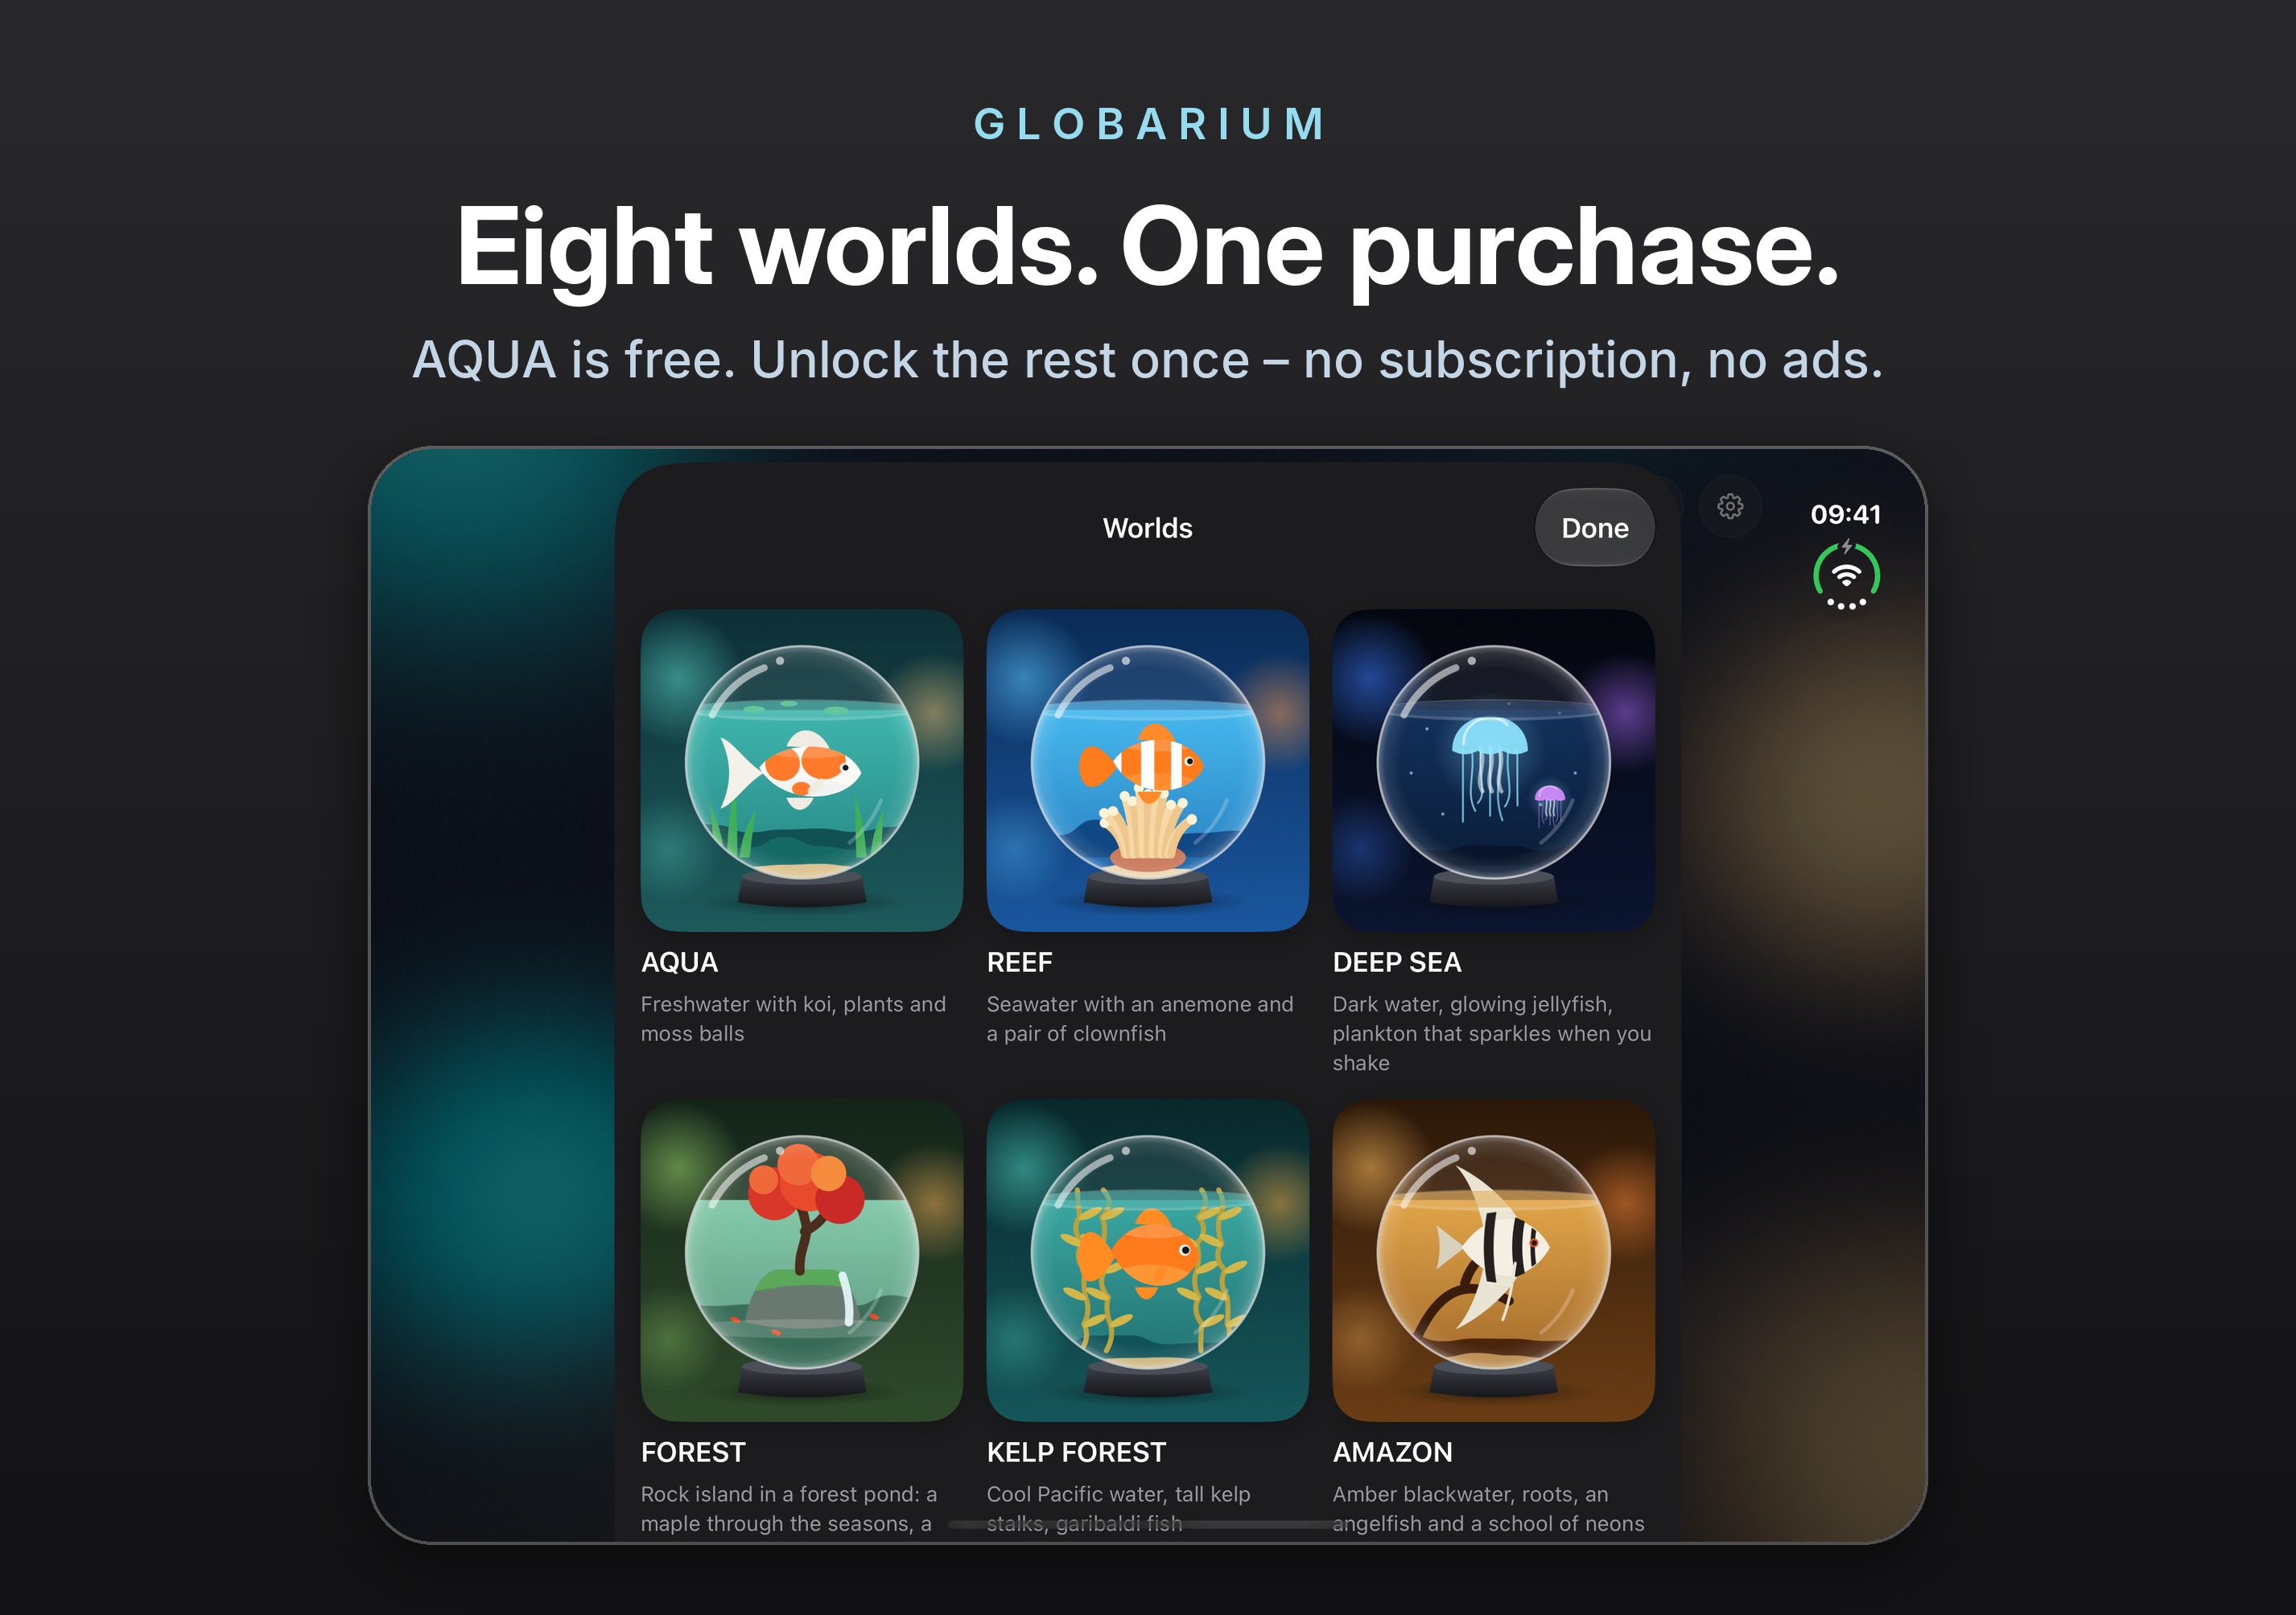 GLOBARIUM
Eight worlds. One purchase.
AQUA is free. Unlock the rest once – no subscription, no ads.
Worlds
Done
09:41
AQUA
Freshwater with koi, plants and
moss balls
REEF
Seawater with an anemone and
a pair of clownfish
DEEP SEA
Dark water, glowing jellyfish,
plankton that sparkles when you
shake
FOREST
Rock island in a forest pond: a
maple through the seasons, a
KELP FOREST
Cool Pacific water, tall kelp
stalks, garibaldi fish
AMAZON
Amber blackwater, roots, an
angelfish and a school of neons